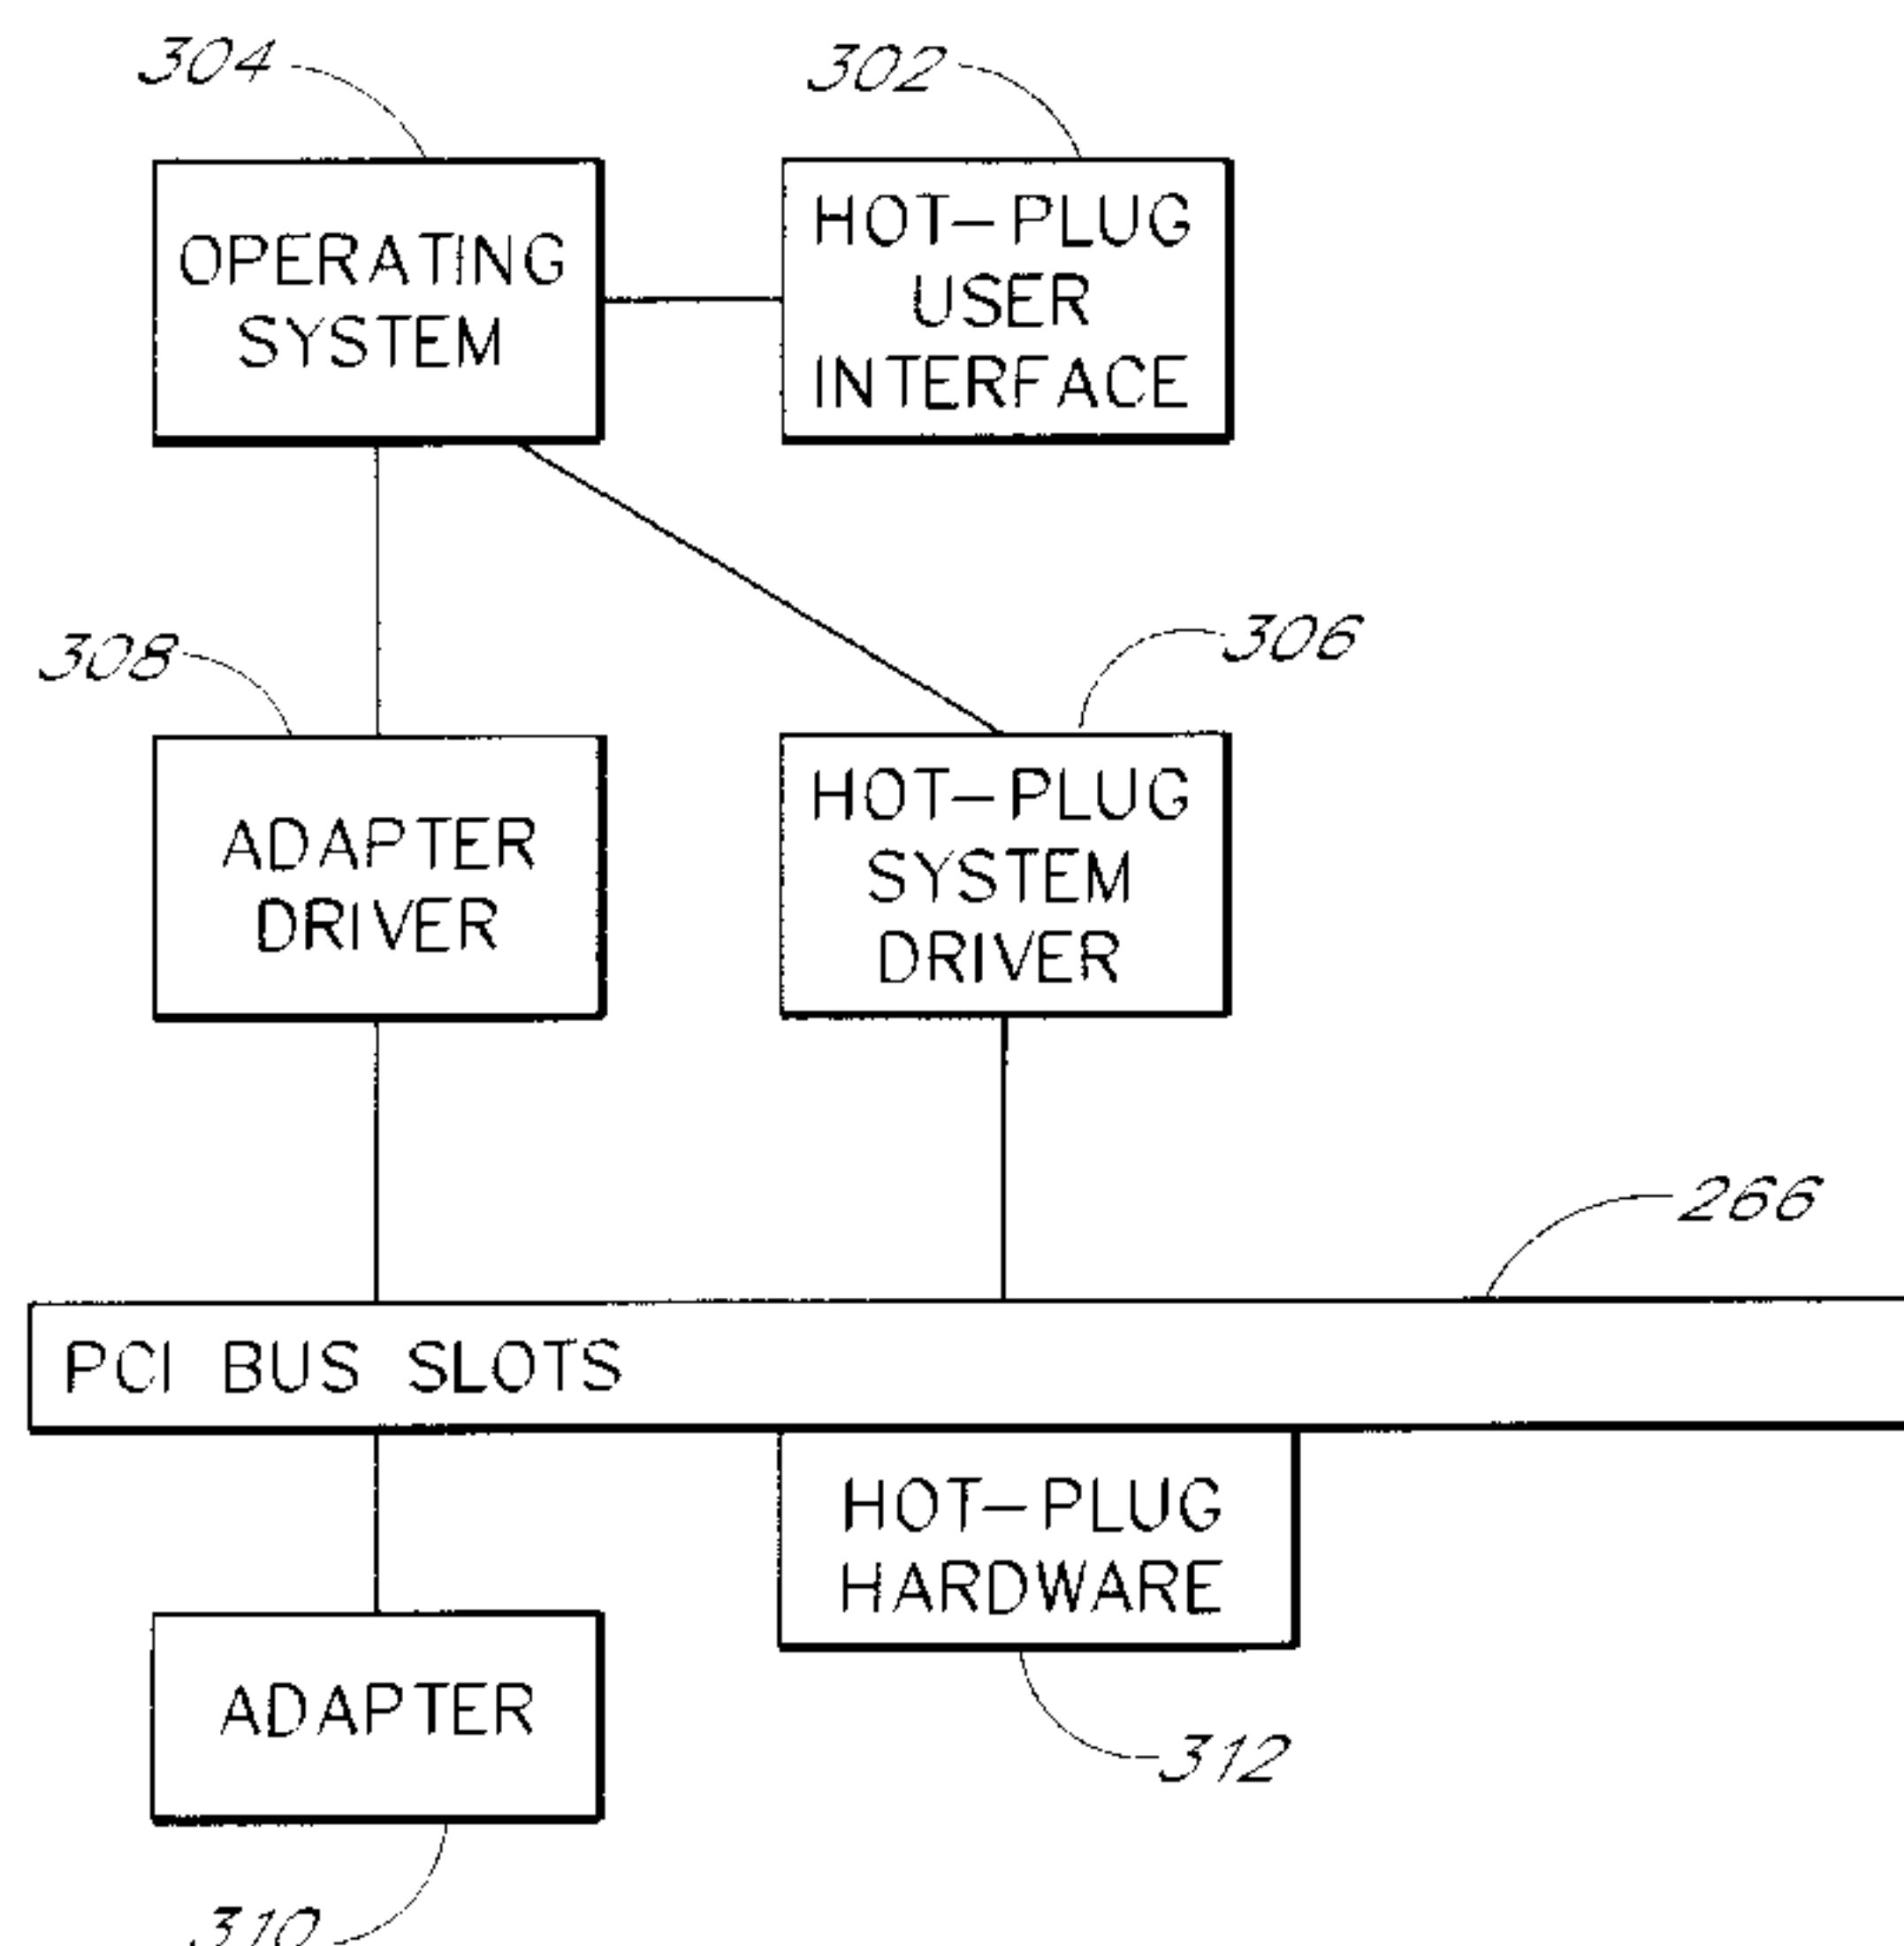 304
302
OPERATING
SYSTEM
HOT-PLUG
USER
INTERFACE
308
306
ADAPTER
DRIVER
HOT-PLUG
SYSTEM
DRIVER
266
PCI BUS SLOTS
HOT-PLUG
HARDWARE
ADAPTER
312
310